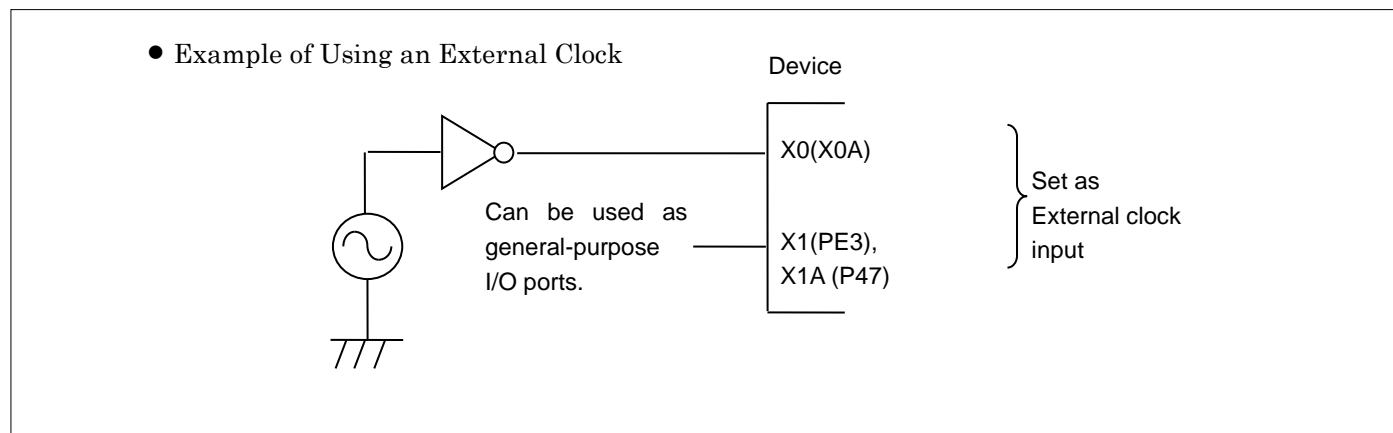 ● Example of Using an External Clock
Device
X0(X0A)
Can be used as
general-purpose
I/O ports.
X1(PE3),
X1A (P47)
Set as
External clock
input